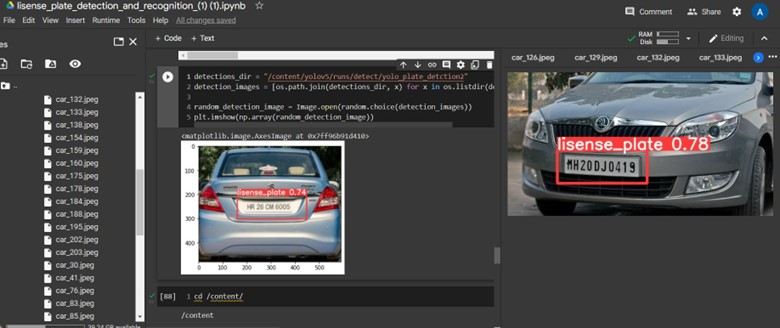 lisense_plate_detection_and_recognition_(1) (1).ipynb
File Edit View Insert Runtime Tools Help All changes saved
Comment Share
RAM
Disk
Editing
es
+ Code + Text
car_126.jpeg car_129.jpeg car_132.jpeg car_133.jpeg
..
car_132.jpeg
car_133.jpeg
car_138.jpeg
car_154.jpeg
car_159.jpeg
car_160.jpeg
car_175.jpeg
car_178.jpeg
car_184.jpeg
car_188.jpeg
car_195.jpeg
car_202.jpeg
car_203.jpeg
car_30.jpeg
car_41.jpeg
car_76.jpeg
car_83.jpeg
car_85.jpeg
39.24 GB available
1 detections_dir = "/content/yolov5/runs/detect/yolo_plate_detction2"
2 detection_images = [os.path.join(detections_dir, x) for x in os.listdir(de
3
4 random_detection_image = Image.open(random.choice(detection_images))
5 plt.imshow(np.array(random_detection_image))
<matplotlib.image.AxesImage at 0x7ff96b91d410>
0
100
200
300
400
lisense_plate 0.74
HR 26 CM 6005
0 100 200 300 400 500
[88] 1 cd /content/
/content
lisense_plate 0.78
MH20DJ0419